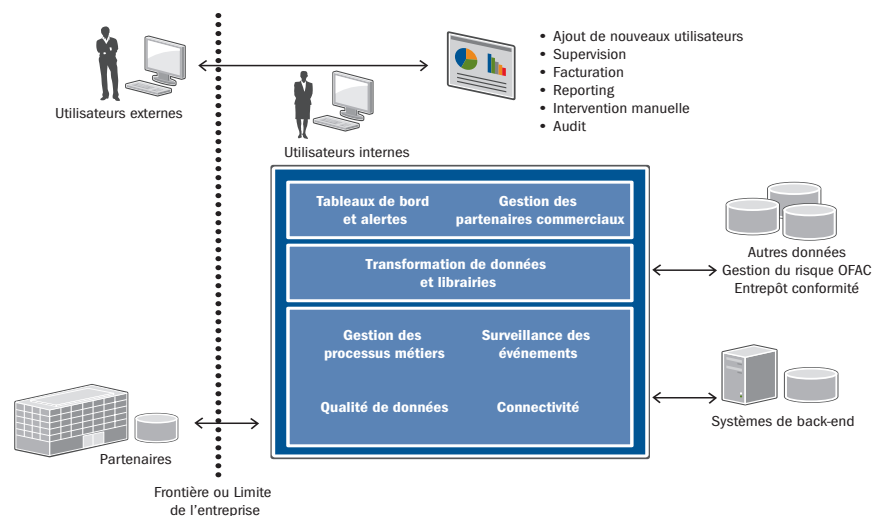 • Ajout de nouveaux utilisateurs
• Supervision
• Facturation
• Reporting
• Intervention manuelle
• Audit
Utilisateurs externes
Utilisateurs internes
Tableaux de bord
et alertes
Gestion des
partenaires commerciaux
Transformation de données
et librairies
Gestion des
processus métiers
Surveillance des
événements
Qualité de données
Connectivité
Autres données
Gestion du risque OFAC
Entrepôt conformité
Systèmes de back-end
Partenaires
Frontière ou Limite
de l'entreprise